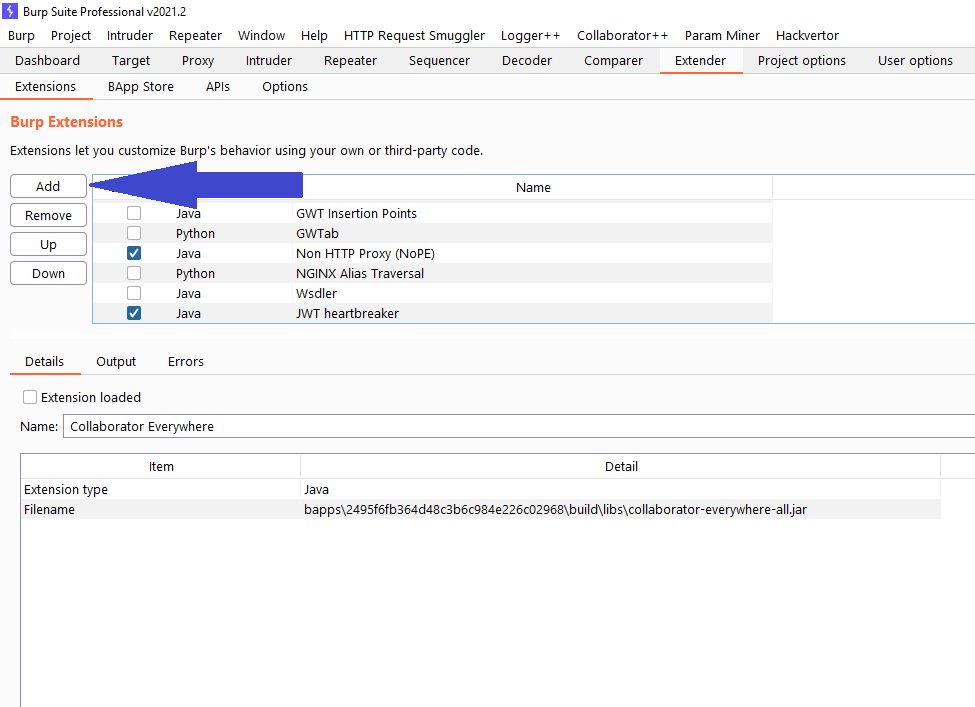 Burp Suite Professional v2021.2
Burp Project Intruder Repeater Window Help HTTP Request Smuggler Logger++ Collaborator++ Param Miner Hackvertor
Dashboard Target Proxy Intruder Repeater Sequencer Decoder Comparer Extender Project options User options
Extensions BApp Store APIs Options
Burp Extensions
Extensions let you customize Burp's behavior using your own or third-party code.
Add Name
Java GWT Insertion Points
Remove
Python GWTab
Up
Java Non HTTP Proxy (NoPE)
Down Python NGINX Alias Traversal
Java Wsdler
Java JWT heartbreaker
Details Output Errors
Extension loaded
Name: Collaborator Everywhere
Item Detail
Extension type Java
Filename bapps\2495f6fb364d48c3b6c984e226c02968\build\libs\collaborator-everywhere-all.jar